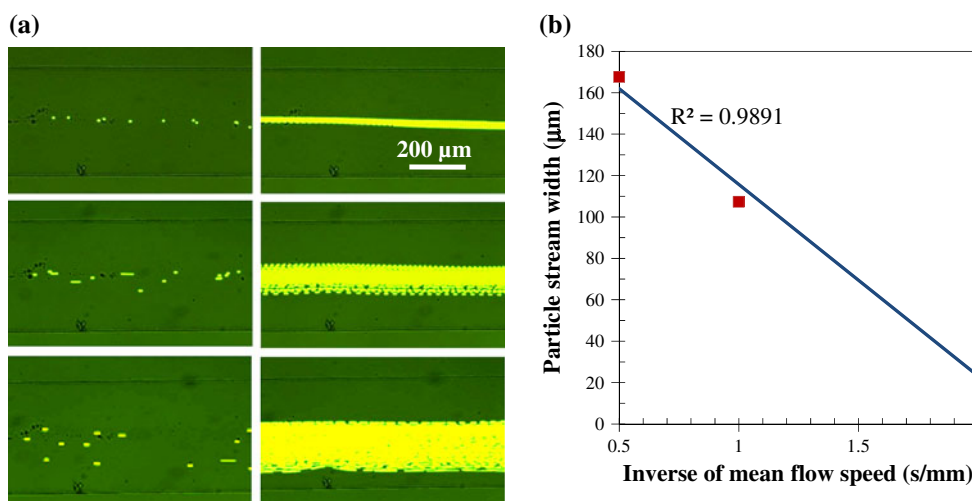 (a)
200 μm
(b)
Particle stream width (μm)
180
160
140
120
100
80
60
40
20
0
R² = 0.9891
0.5
1
1.5
2
Inverse of mean flow speed (s/mm)